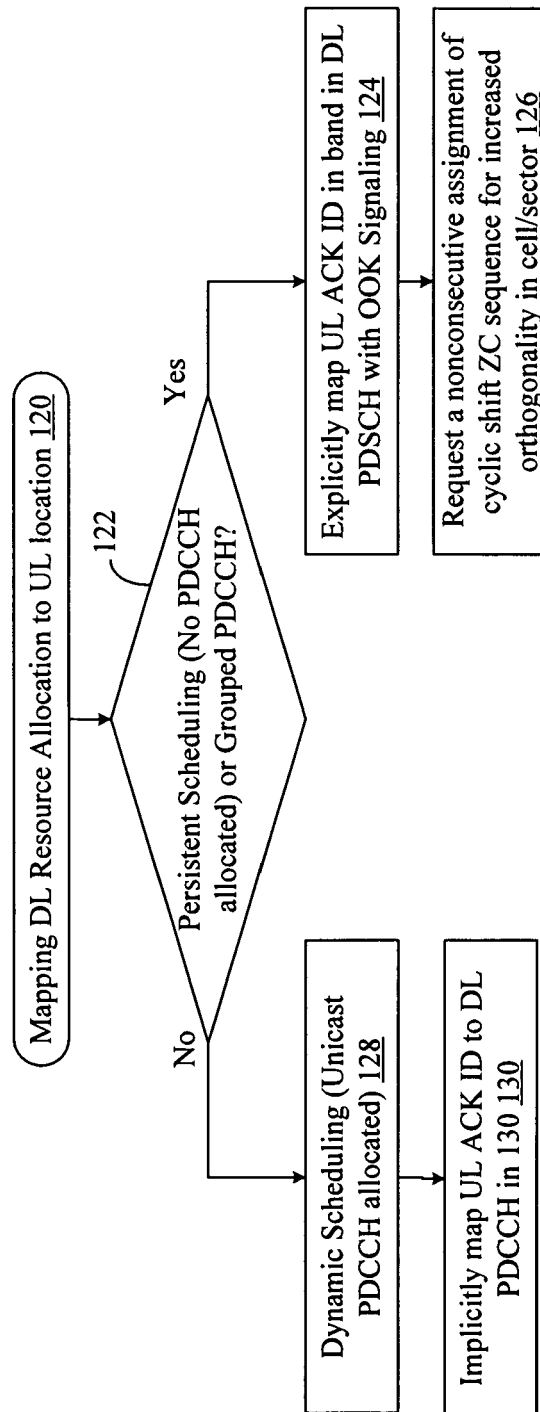 Mapping DL Resource Allocation to UL location 120
122
Persistent Scheduling (No PDCCH
allocated) or Grouped PDCCH?
No
Yes
Dynamic Scheduling (Unicast
PDCCH allocated) 128
Implicitly map UL ACK ID to DL
PDCCH in 130 130
Explicitly map UL ACK ID in band in DL
PDSCH with OOK Signaling 124
Request a nonconsecutive assignment of
cyclic shift ZC sequence for increased
orthogonality in cell/sector 126